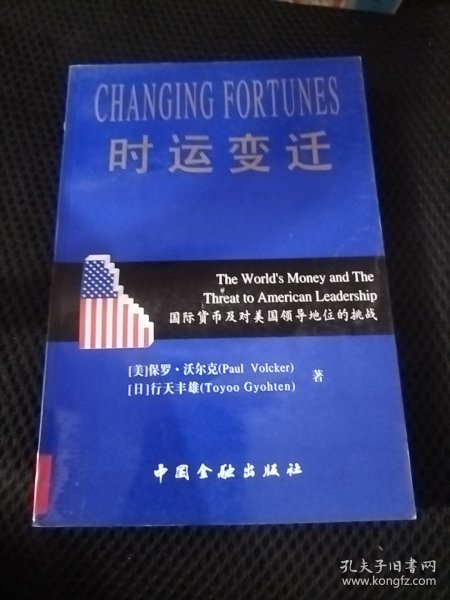 CHANGING FORTUNES
时运变迁
The World's Money and The
Threat to American Leadership
国际货币及对美国领导地位的挑战
[美]保罗·沃尔克(Paul Volcker)
[日]行天丰雄(Toyoo Gyohten)
著
中国金融出版社
孔夫子旧书网
www.kongfz.com